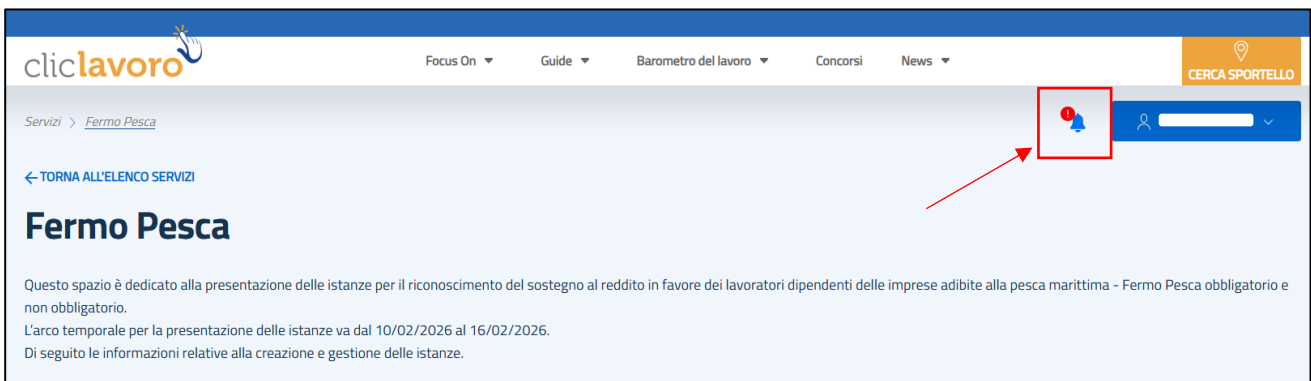 cliclavoro
Focus On
Guide
Barometro del lavoro
Concorsi
News
CERCA SPORTELLO
Servizi > Fermo Pesca
← TORNA ALL'ELENCO SERVIZI
Fermo Pesca
Questo spazio è dedicato alla presentazione delle istanze per il riconoscimento del sostegno al reddito in favore dei lavoratori dipendenti delle imprese adibite alla pesca marittima - Fermo Pesca obbligatorio e
non obbligatorio.
L'arco temporale per la presentazione delle istanze va dal 10/02/2026 al 16/02/2026.
Di seguito le informazioni relative alla creazione e gestione delle istanze.